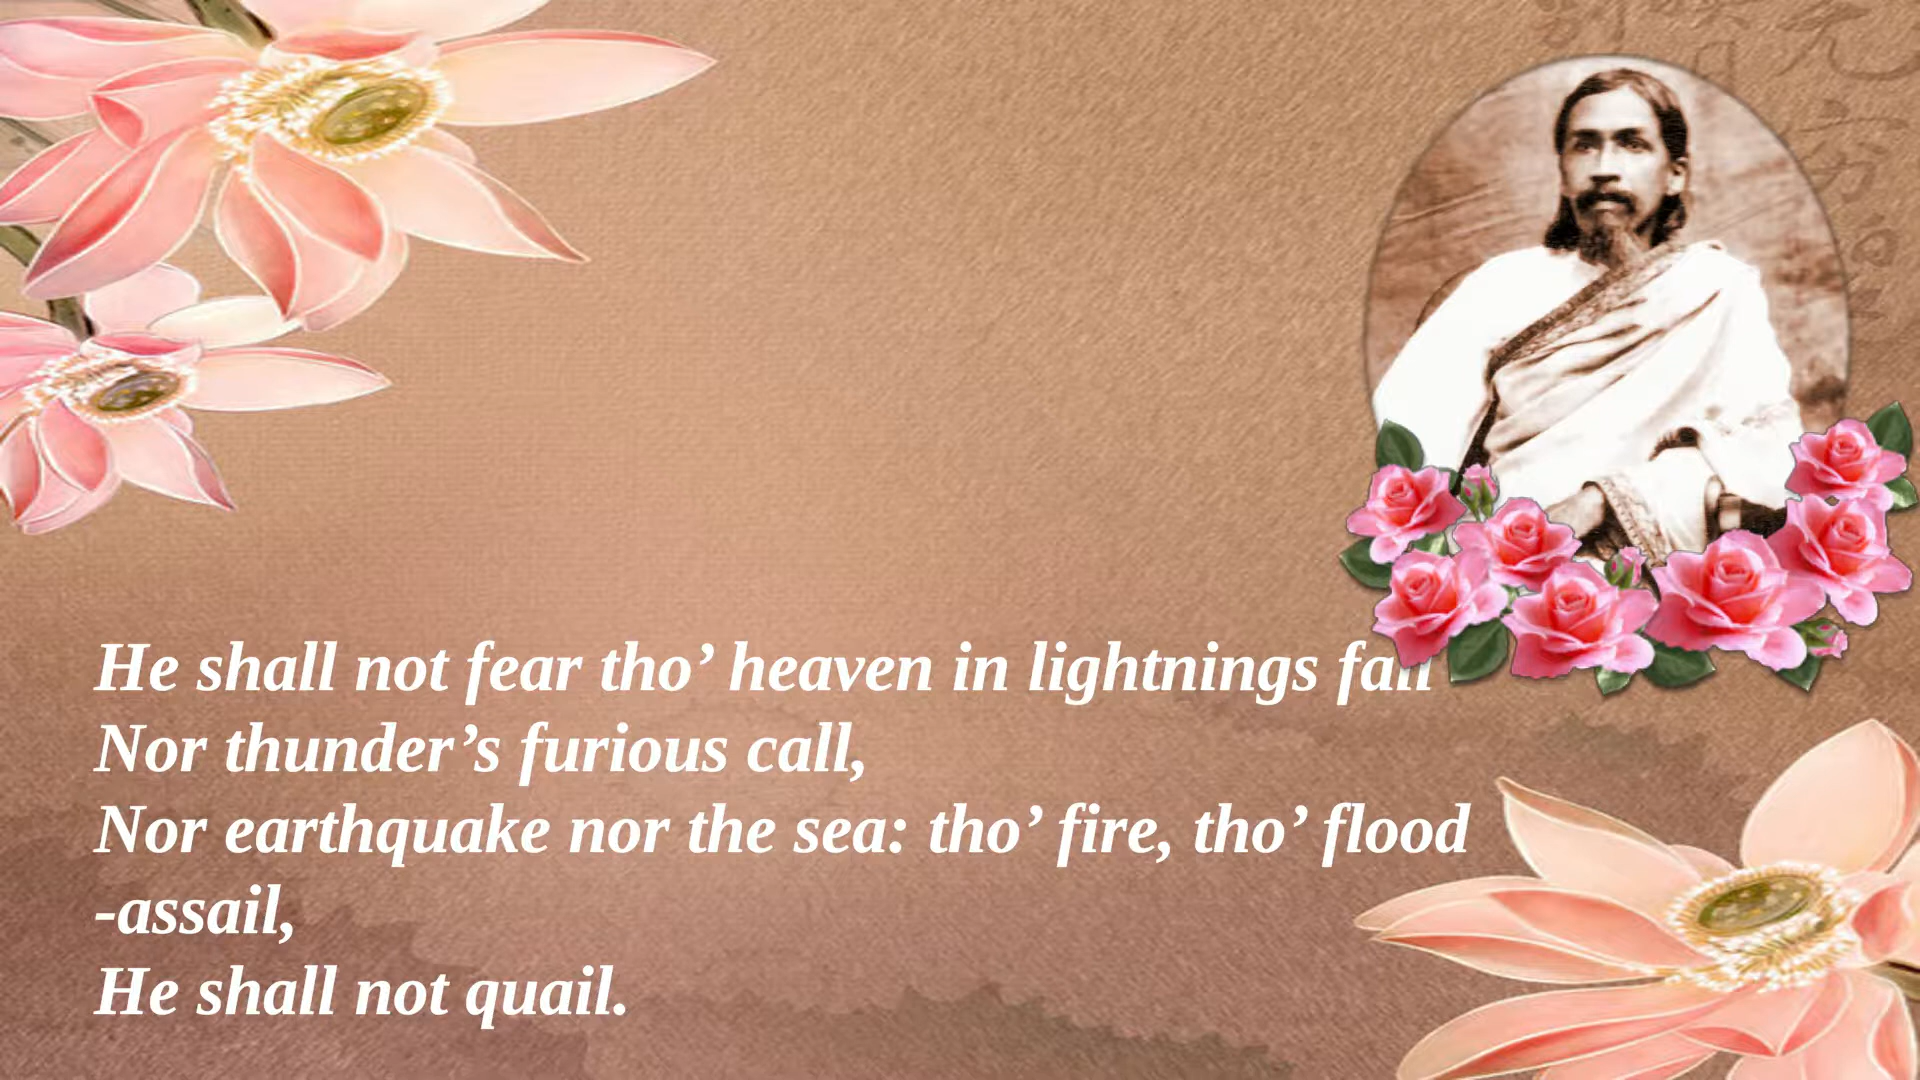 He shall not fear tho’ heaven in lightnings fall
Nor thunder’s furious call,
Nor earthquake nor the sea: tho’ fire, tho’ flood
-assail,
He shall not quail.